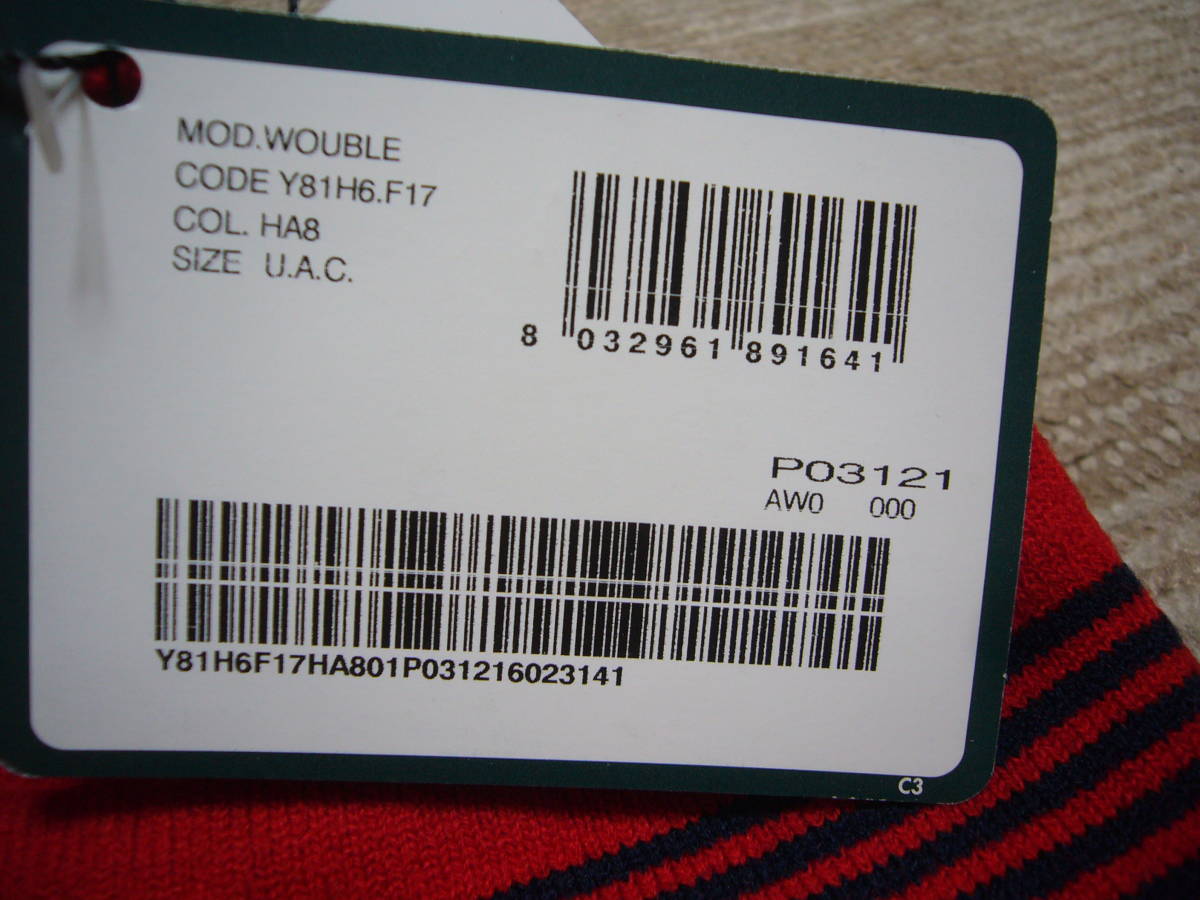 MOD.WOUBLE
CODE Y81H6.F17
COL. HA8
SIZE U.A.C.
8 032961 891641
P03121
AW0 000
Y81H6F17HA801P031216023141
C3